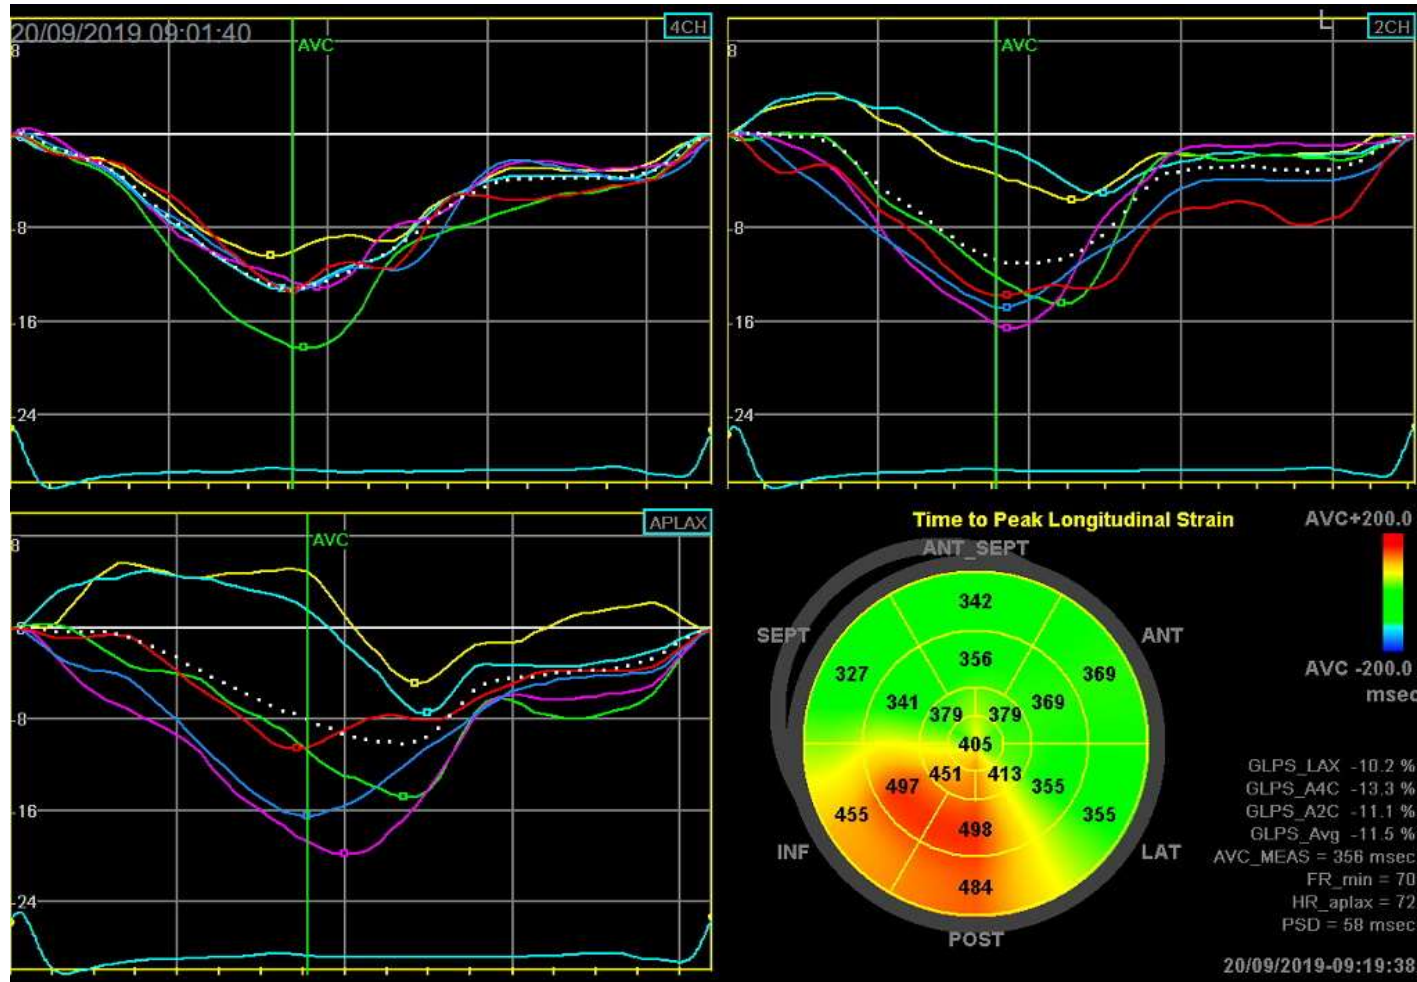 20/09/2019 09:01:40
4CH
AVC
8
-8
-16
-24
L
2CH
AVC
8
-8
-16
-24
APLAX
AVC
8
-8
-16
-24
Time to Peak Longitudinal Strain
AVC+200.0
ANT_SEPT
SEPT
ANT
342
327
356
369
341
379
379
369
405
497
451
413
355
455
498
355
484
INF
LAT
POST
AVC -200.0
msec
GLPS_LAX -10.2 %
GLPS_A4C -13.3 %
GLPS_A2C -11.1 %
GLPS_Avg -11.5 %
AVC_MEAS = 356 msec
FR_min = 70
HR_aplax = 72
PSD = 58 msec
20/09/2019-09:19:38